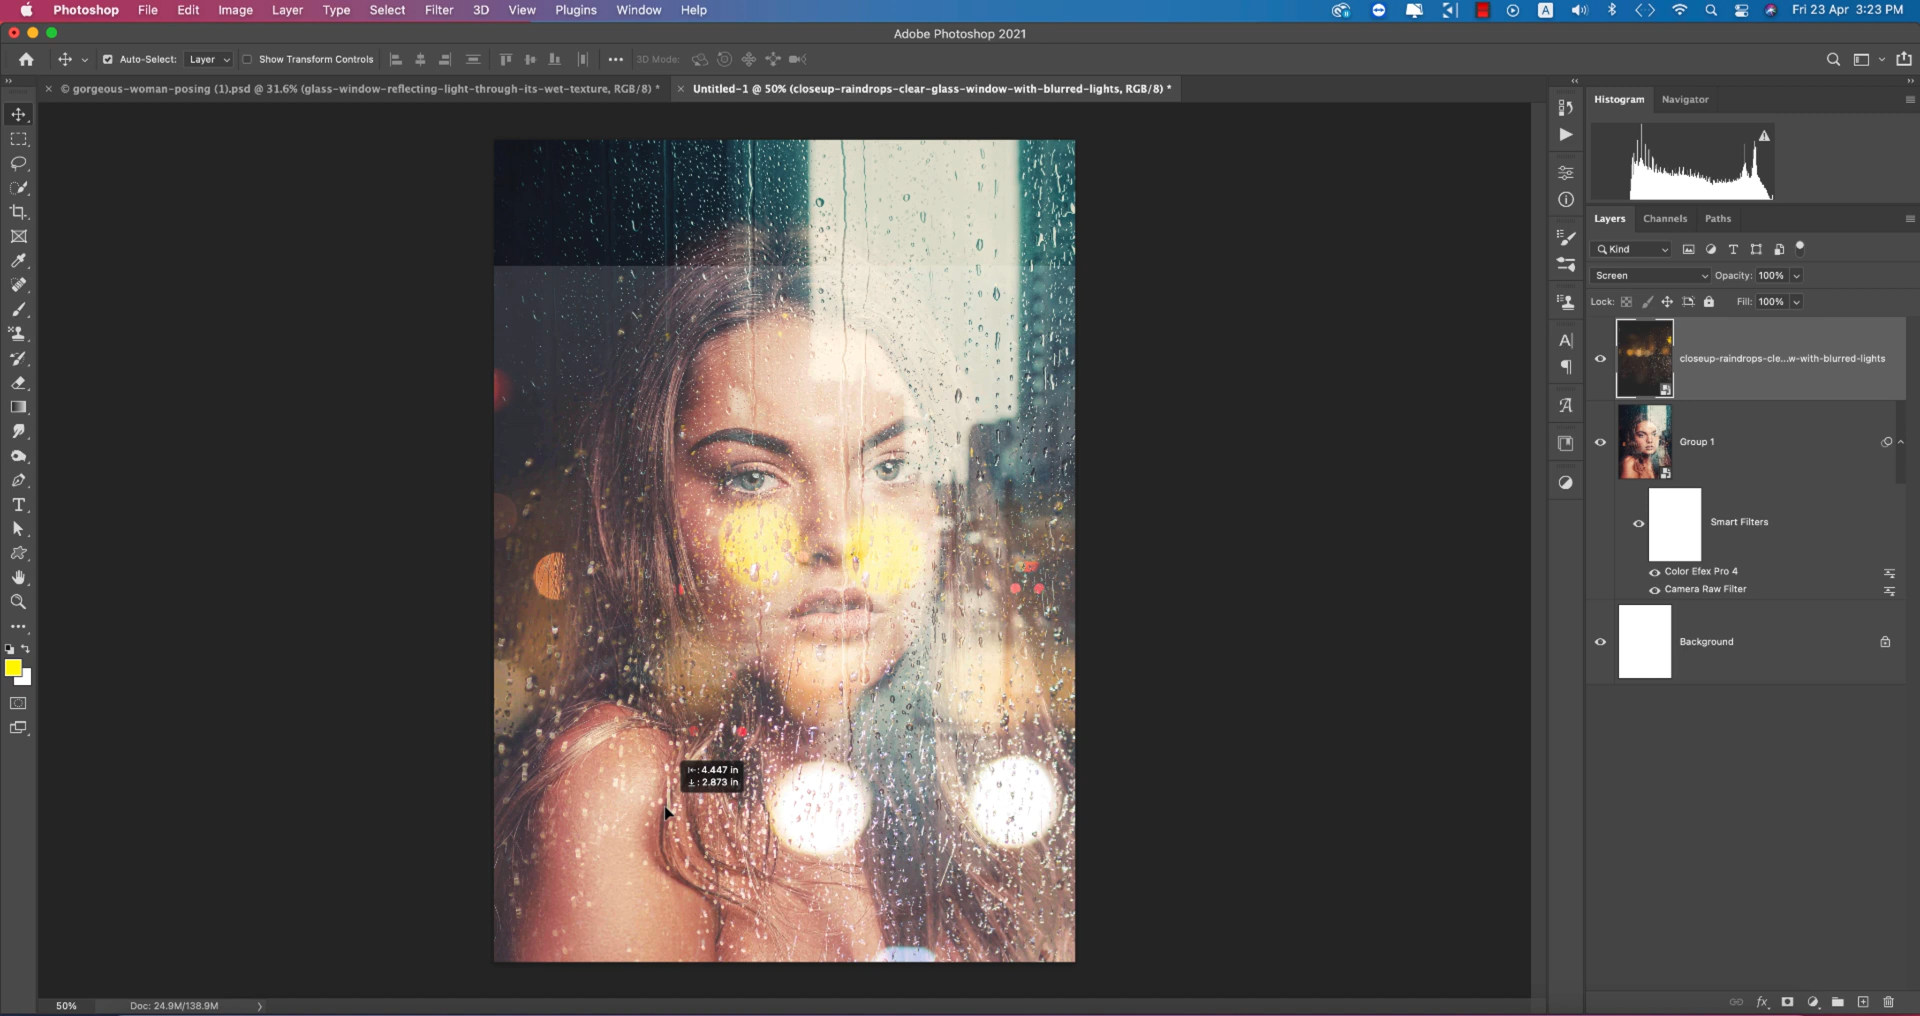 Photoshop File Edit Image Layer Type Select Filter 3D View Plugins Window Help
A Fri 23 Apr 3:23 PM
Adobe Photoshop 2021
Auto-Select: Layer Show Transform Controls 3D Mode:
© gorgeous-woman-posing (1).psd @ 31.6% (glass-window-reflecting-light-through-its-wet-texture, RGB/8) *
Untitled-1 @ 50% (closeup-raindrops-clear-glass-window-with-blurred-lights, RGB/8) *
Histogram Navigator
Layers Channels Paths
Kind
Screen Opacity: 100%
Lock: Fill: 100%
closeup-raindrops-cle...w-with-blurred-lights
Group 1
Smart Filters
Color Efex Pro 4
Camera Raw Filter
Background
: 4.447 in
: 2.873 in
50% Doc: 24.9M/138.9M
fx